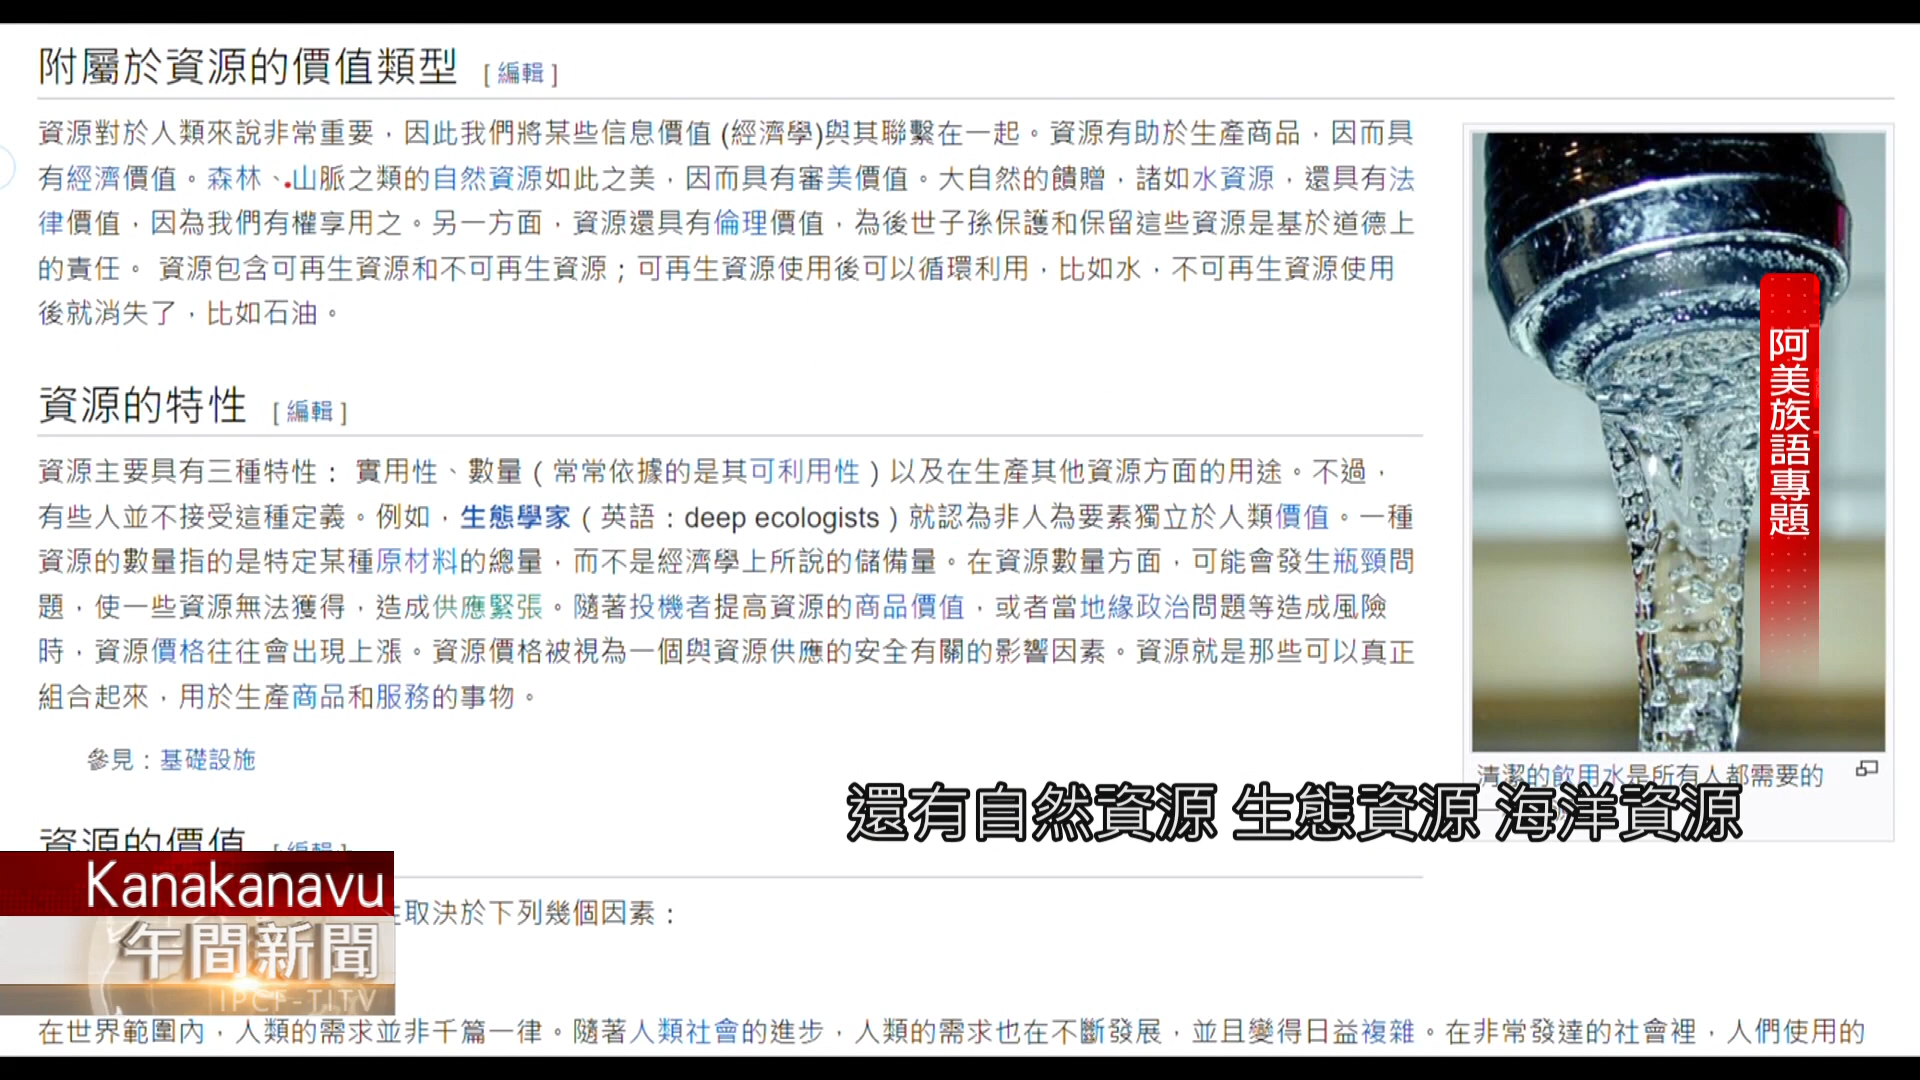 附屬於資源的價值類型 [ 編輯 ]
資源對於人類來說非常重要，因此我們將某些信息價值 (經濟學)與其聯繫在一起。資源有助於生產商品，因而具
有經濟價值。森林、山脈之類的自然資源如此之美，因而具有審美價值。大自然的饋贈，諸如水資源，還具有法
律價值，因為我們有權享用之。另一方面，資源還具有倫理價值，為後世子孫保護和保留這些資源是基於道德上
的責任。 資源包含可再生資源和不可再生資源；可再生資源使用後可以循環利用，比如水，不可再生資源使用
後就消失了，比如石油。
資源的特性 [ 編輯 ]
資源主要具有三種特性： 實用性、數量（常常依據的是其可利用性）以及在生產其他資源方面的用途。不過，
有些人並不接受這種定義。例如，生態學家（英語：deep ecologists）就認為非人為要素獨立於人類價值。一種
資源的數量指的是特定某種原材料的總量，而不是經濟學上所說的儲備量。在資源數量方面，可能會發生瓶頸問
題，使一些資源無法獲得，造成供應緊張。隨著投機者提高資源的商品價值，或者當地緣政治問題等造成風險
時，資源價格往往會出現上漲。資源價格被視為一個與資源供應的安全有關的影響因素。資源就是那些可以真正
組合起來，用於生產商品和服務的事物。
參見：基礎設施
阿美族語專題
清潔的飲用水是所有人都需要的
還有自然資源 生態資源 海洋資源
資源的價值 [ 編輯 ]
Kanakanavu
取決於下列幾個因素：
午間新聞
IPCF-TITV
在世界範圍內，人類的需求並非千篇一律。隨著人類社會的進步，人類的需求也在不斷發展，並且變得日益複雜。在非常發達的社會裡，人們使用的